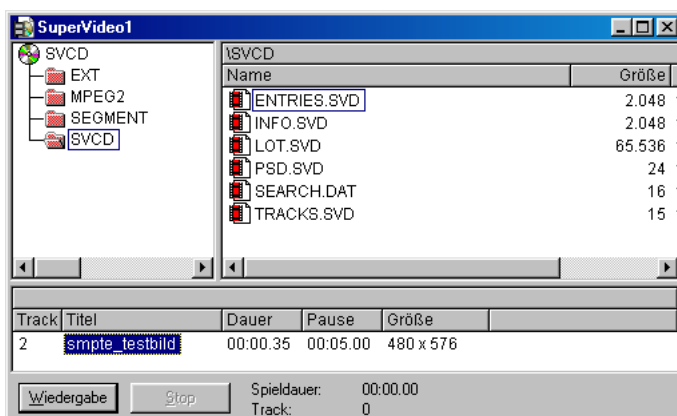 SuperVideo1
SVCD
EXT
MPEG2
SEGMENT
SVCD
\SVCD
Name Größe
ENTRIES.SVD 2.048
INFO.SVD 2.048
LOT.SVD 65.536
PSD.SVD 24
SEARCH.DAT 16
TRACKS.SVD 15
Track Titel Dauer Pause Größe
2 smpte_testbild 00:00.35 00:05.00 480 x 576
Wiedergabe Stop Spieldauer: 00:00.00
Track: 0